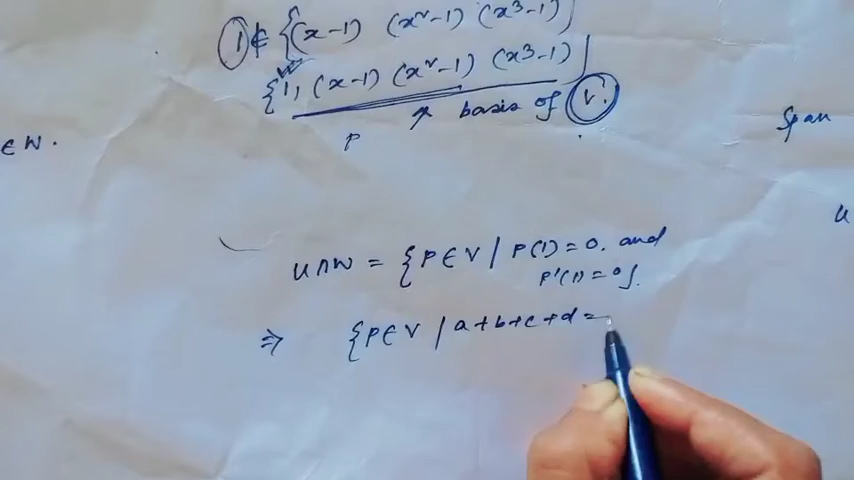 1 ∉ {(x-1) (x²-1) (x³-1)}
{1, (x-1) (x²-1) (x³-1)}
↑ basis of V!
P
Span
∈ W.
U
U∩W = {P∈V / P(1)=0. and
P'(1)=0}.
⇒ {P∈V / a+b+c+d=